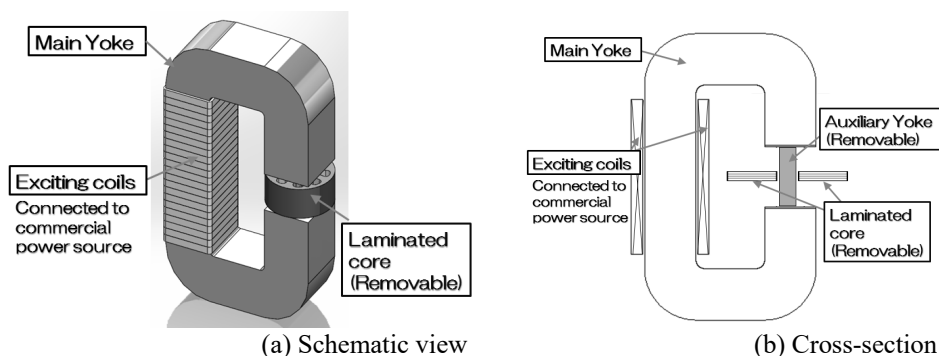 Main Yoke
Exciting coils
Connected to
commercial
power source
Laminated
core
(Removable)
(a) Schematic view
Main Yoke
Auxiliary Yoke
(Removable)
Exciting coils
Connected to
commercial
power source
Laminated
core
(Removable)
(b) Cross-section